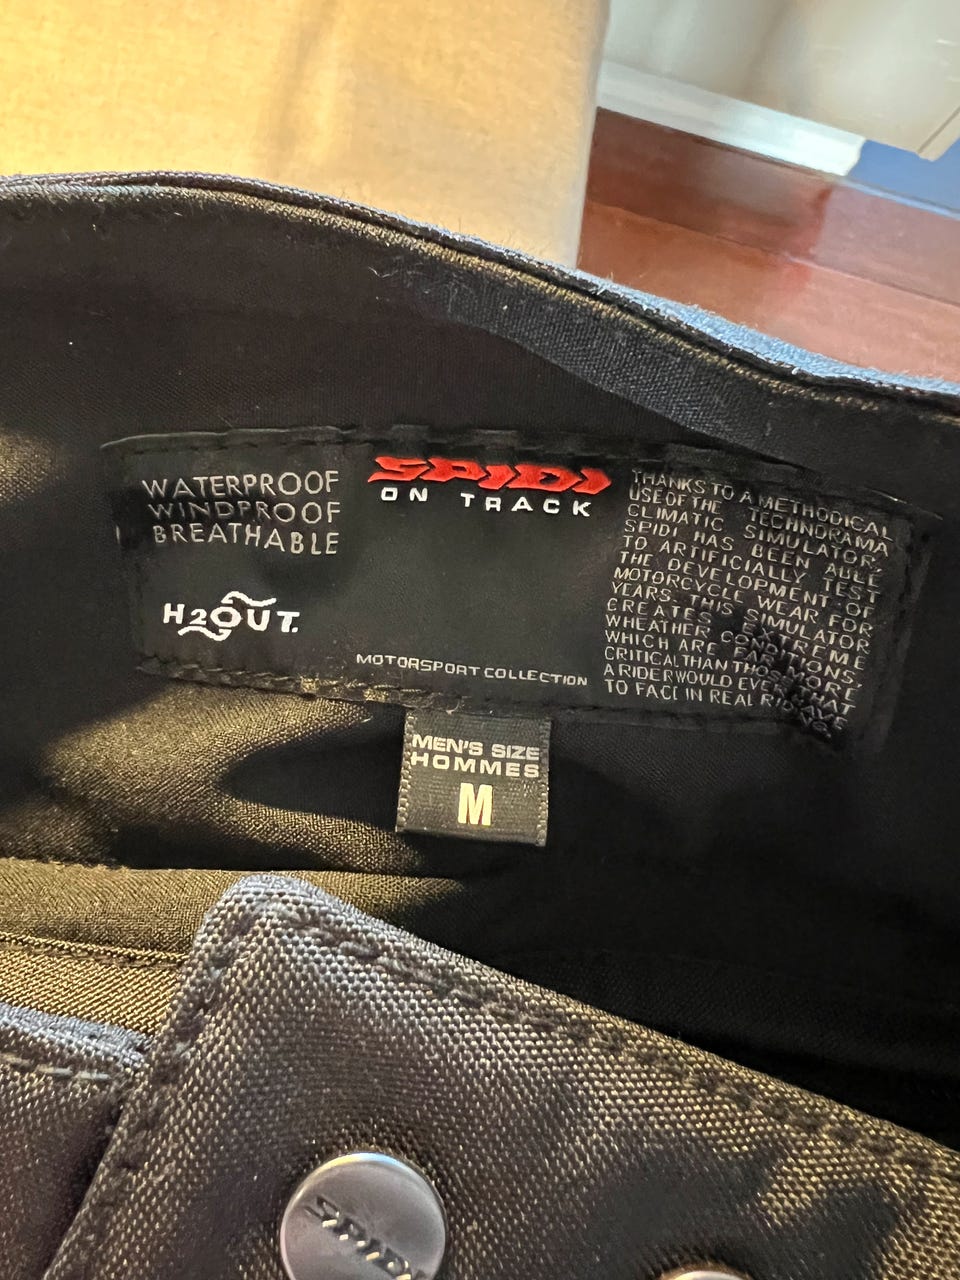 WATERPROOF
WINDPROOF
BREATHABLE
H2OUT.
SPIDI
ON TRACK
MOTORSPORT COLLECTION
THANKS TO A METHODICAL
USE OF THE TECHNORAMA
CLIMATIC SIMULATOR,
SPIDI HAS BEEN ABLE
TO ARTIFICIALLY TEST
THE DEVELOPMENT OF
MOTORCYCLE WEAR FOR
YEARS. THIS SIMULATOR
CREATES EXTREME
WHEATHER CONDITIONS,
WHICH ARE FAR MORE
CRITICAL THAN THOSE THAT
A RIDER WOULD EVER HAVE
TO FACE IN REAL RIDING.
MEN'S SIZE
HOMMES
M
SPIDI